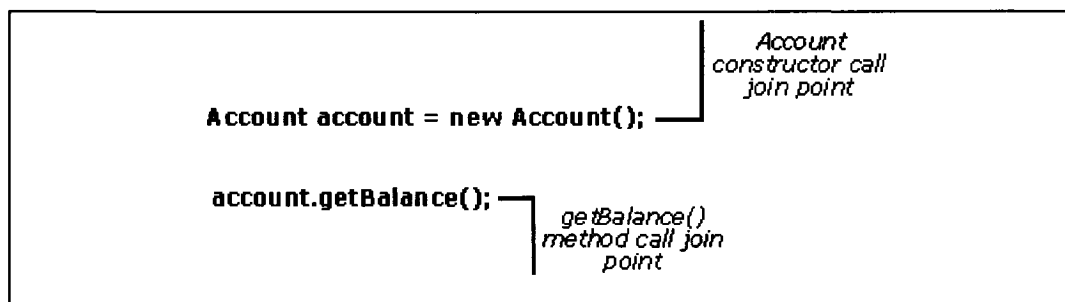 Account
constructor call
join point
Account account = new Account();
account.getBalance();
getBalance()
method call join
point